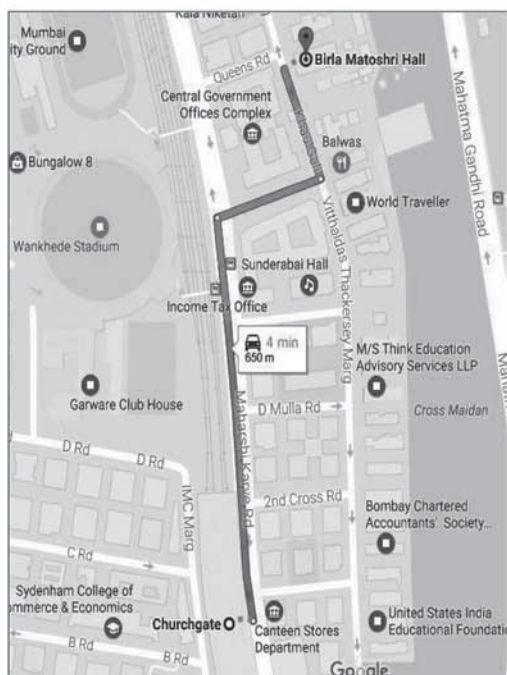 Kala Niketan
Mumbai
ity Ground
Queens Rd
Birla Matoshri Hall
Central Government
Offices Complex
Bungalow 8
Balwas
World Traveller
Mahatma Gandhi Road
Wankhede Stadium
Sunderabai Hall
Vitthaldas Thackersey Marg
Income Tax Office
4 min
650 m
M/S Think Education
Advisory Services LLP
Garware Club House
Maharshi Karve Rd
D Mulla Rd
Cross Maidan
D Rd
D Rd
IMC Marg
2nd Cross Rd
Bombay Chartered
Accountants' Society...
C Rd
Sydenham College of
ommerce & Economics
Churchgate
Canteen Stores
Department
United States India
Educational Foundatio
B Rd
B Rd
Google